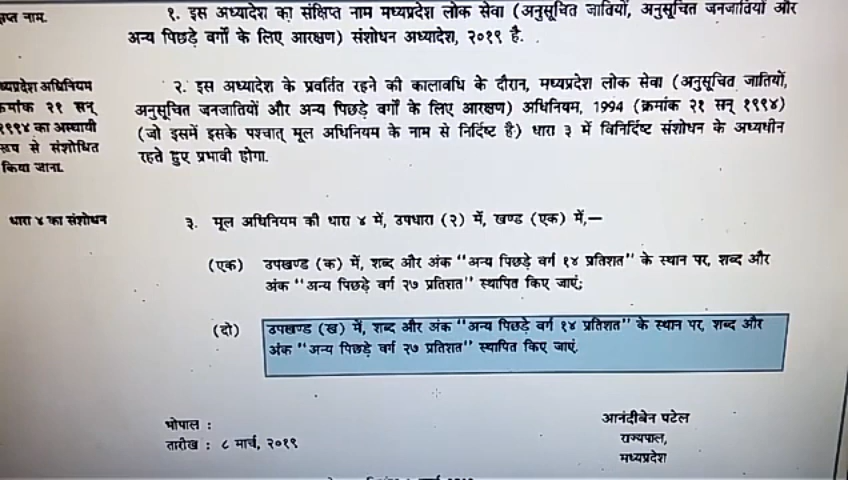 क्षिप्त नाम.
१. इस अध्यादेश का संक्षिप्त नाम मध्यप्रदेश लोक सेवा (अनुसूचित जातियों, अनुसूचित जनजातियों और
अन्य पिछड़े वर्गों के लिए आरक्षण) संशोधन अध्यादेश, २०१९ है.
ध्यप्रदेश अधिनियम
क्रमांक २१ सन्
१९९४ का अस्थायी
रूप से संशोधित
किया जाना.
२. इस अध्यादेश के प्रवर्तित रहने की कालावधि के दौरान, मध्यप्रदेश लोक सेवा (अनुसूचित जातियों,
अनुसूचित जनजातियों और अन्य पिछड़े वर्गों के लिए आरक्षण) अधिनियम, 1994 (क्रमांक २१ सन् १९९४)
(जो इसमें इसके पश्चात् मूल अधिनियम के नाम से निर्दिष्ट है) धारा ३ में विनिर्दिष्ट संशोधन के अध्यधीन
रहते हुए प्रभावी होगा.
धारा ४ का संशोधन
३. मूल अधिनियम की धारा ४ में, उपधारा (२) में, खण्ड (एक) में,—
(एक) उपखण्ड (क) में, शब्द और अंक "अन्य पिछड़े वर्ग १४ प्रतिशत" के स्थान पर, शब्द और
अंक "अन्य पिछड़े वर्ग २७ प्रतिशत" स्थापित किए जाएं;
(दो) उपखण्ड (ख) में, शब्द और अंक "अन्य पिछड़े वर्ग १४ प्रतिशत" के स्थान पर, शब्द और
अंक "अन्य पिछड़े वर्ग २७ प्रतिशत" स्थापित किए जाएं.
भोपाल :
तारीख : ८ मार्च, २०१९
आनंदीबेन पटेल
राज्यपाल,
मध्यप्रदेश